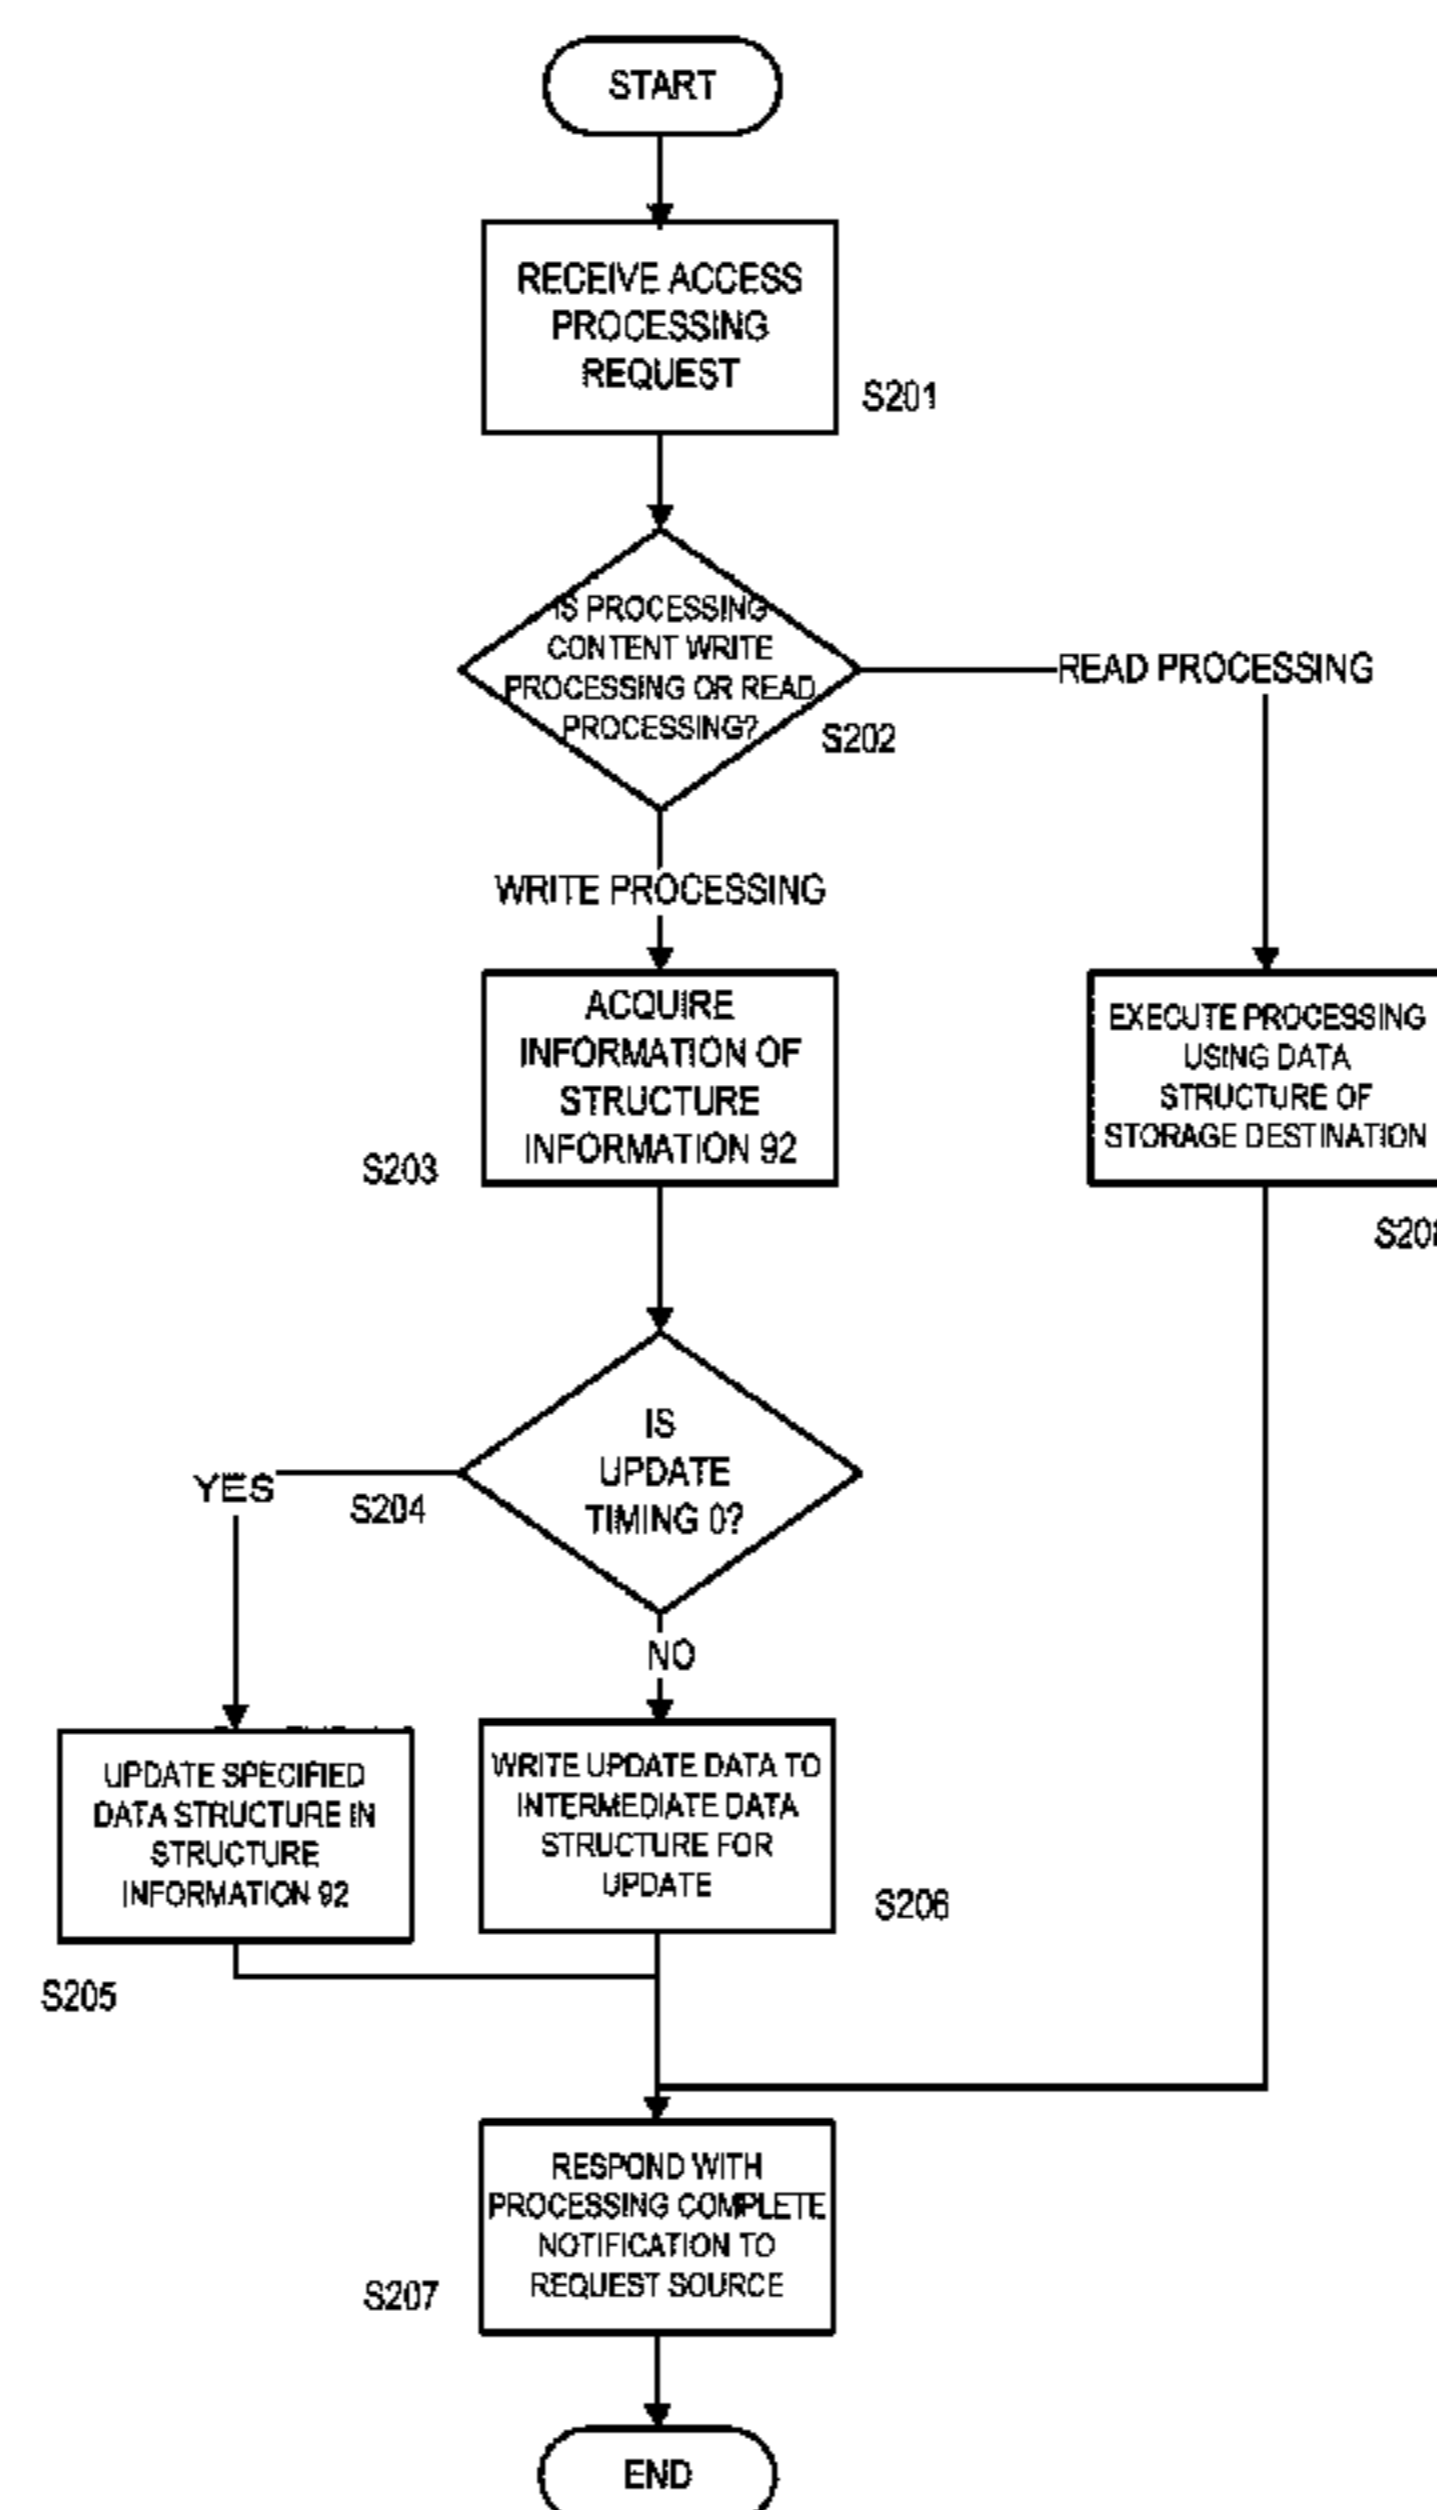 START
RECEIVE ACCESS
PROCESSING
REQUEST
S201
IS PROCESSING
CONTENT WRITE
PROCESSING OR READ
PROCESSING?
S202
READ PROCESSING
WRITE PROCESSING
ACQUIRE
INFORMATION OF
STRUCTURE
INFORMATION 92
S203
EXECUTE PROCESSING
USING DATA
STRUCTURE OF
STORAGE DESTINATION
IS
UPDATE
TIMING 0?
YES
S204
NO
UPDATE SPECIFIED
DATA STRUCTURE IN
STRUCTURE
INFORMATION 92
S205
WRITE UPDATE DATA TO
INTERMEDIATE DATA
STRUCTURE FOR
UPDATE
S206
RESPOND WITH
PROCESSING COMPLETE
NOTIFICATION TO
REQUEST SOURCE
S207
END